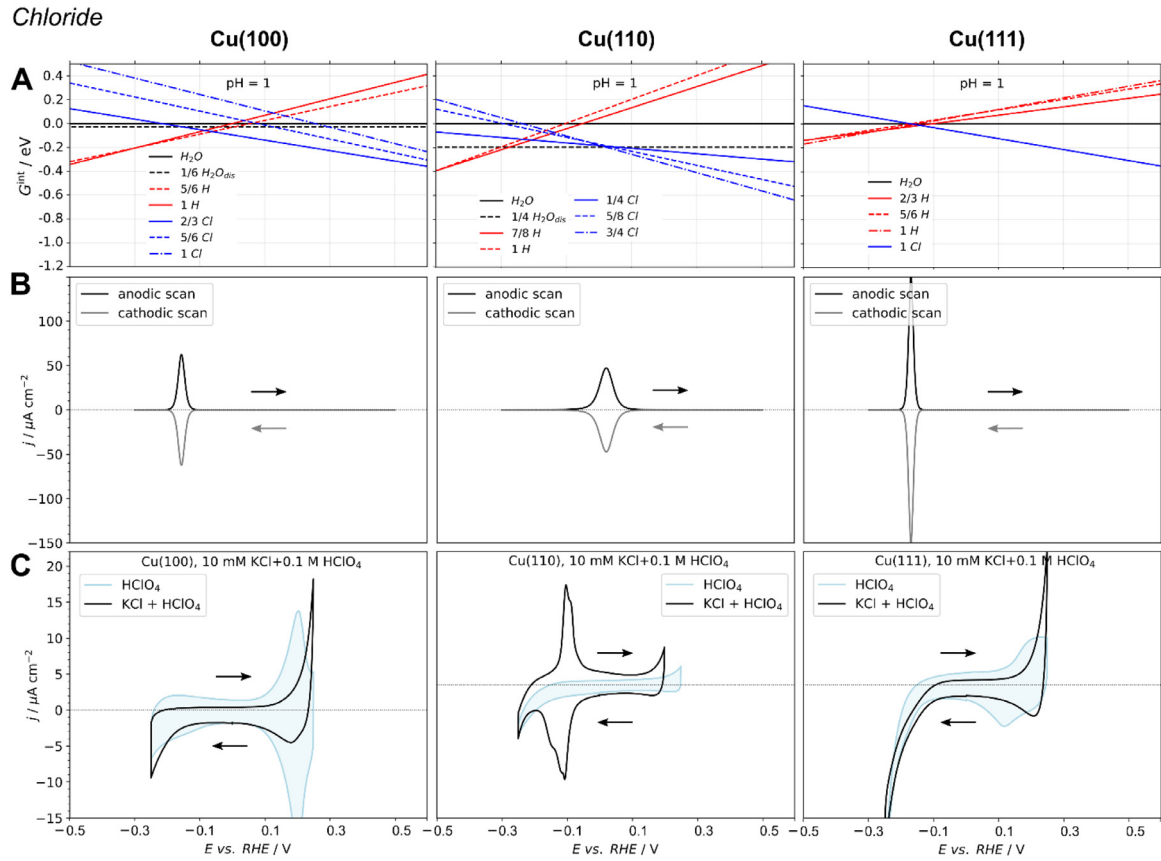 Chloride
Cu(100)
Cu(110)
Cu(111)
A
G^int / eV
0.4
0.2
0.0
−0.2
−0.4
−0.6
−0.8
−1.0
−1.2
pH = 1
H₂O
1/6 H₂O_dis
5/6 H
1 H
2/3 Cl
5/6 Cl
1 Cl
pH = 1
H₂O
1/4 H₂O_dis
7/8 H
1 H
1/4 Cl
5/8 Cl
3/4 Cl
pH = 1
H₂O
2/3 H
5/6 H
1 H
1 Cl
B
j / µA cm⁻²
100
50
0
−50
−100
−150
anodic scan
cathodic scan
anodic scan
cathodic scan
anodic scan
cathodic scan
C
j / µA cm⁻²
20
15
10
5
0
−5
−10
−15
Cu(100), 10 mM KCl+0.1 M HClO₄
HClO₄
KCl + HClO₄
Cu(110), 10 mM KCl+0.1 M HClO₄
HClO₄
KCl + HClO₄
Cu(111), 10 mM KCl+0.1 M HClO₄
HClO₄
KCl + HClO₄
−0.5 −0.3 −0.1 0.1 0.3 0.5
E vs. RHE / V
−0.5 −0.3 −0.1 0.1 0.3 0.5
E vs. RHE / V
−0.5 −0.3 −0.1 0.1 0.3 0.5
E vs. RHE / V